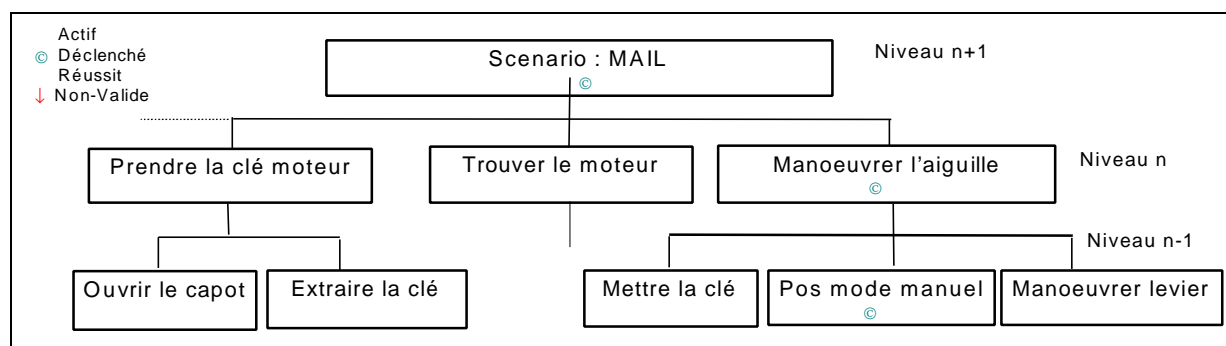 Actif
© Déclenché
Réussit
↓ Non-Valide
Scenario : MAIL
©
Niveau n+1
Prendre la clé moteur
Trouver le moteur
Manoeuvrer l'aiguille
©
Niveau n
Niveau n-1
Ouvrir le capot
Extraire la clé
Mettre la clé
Pos mode manuel
©
Manoeuvrer levier